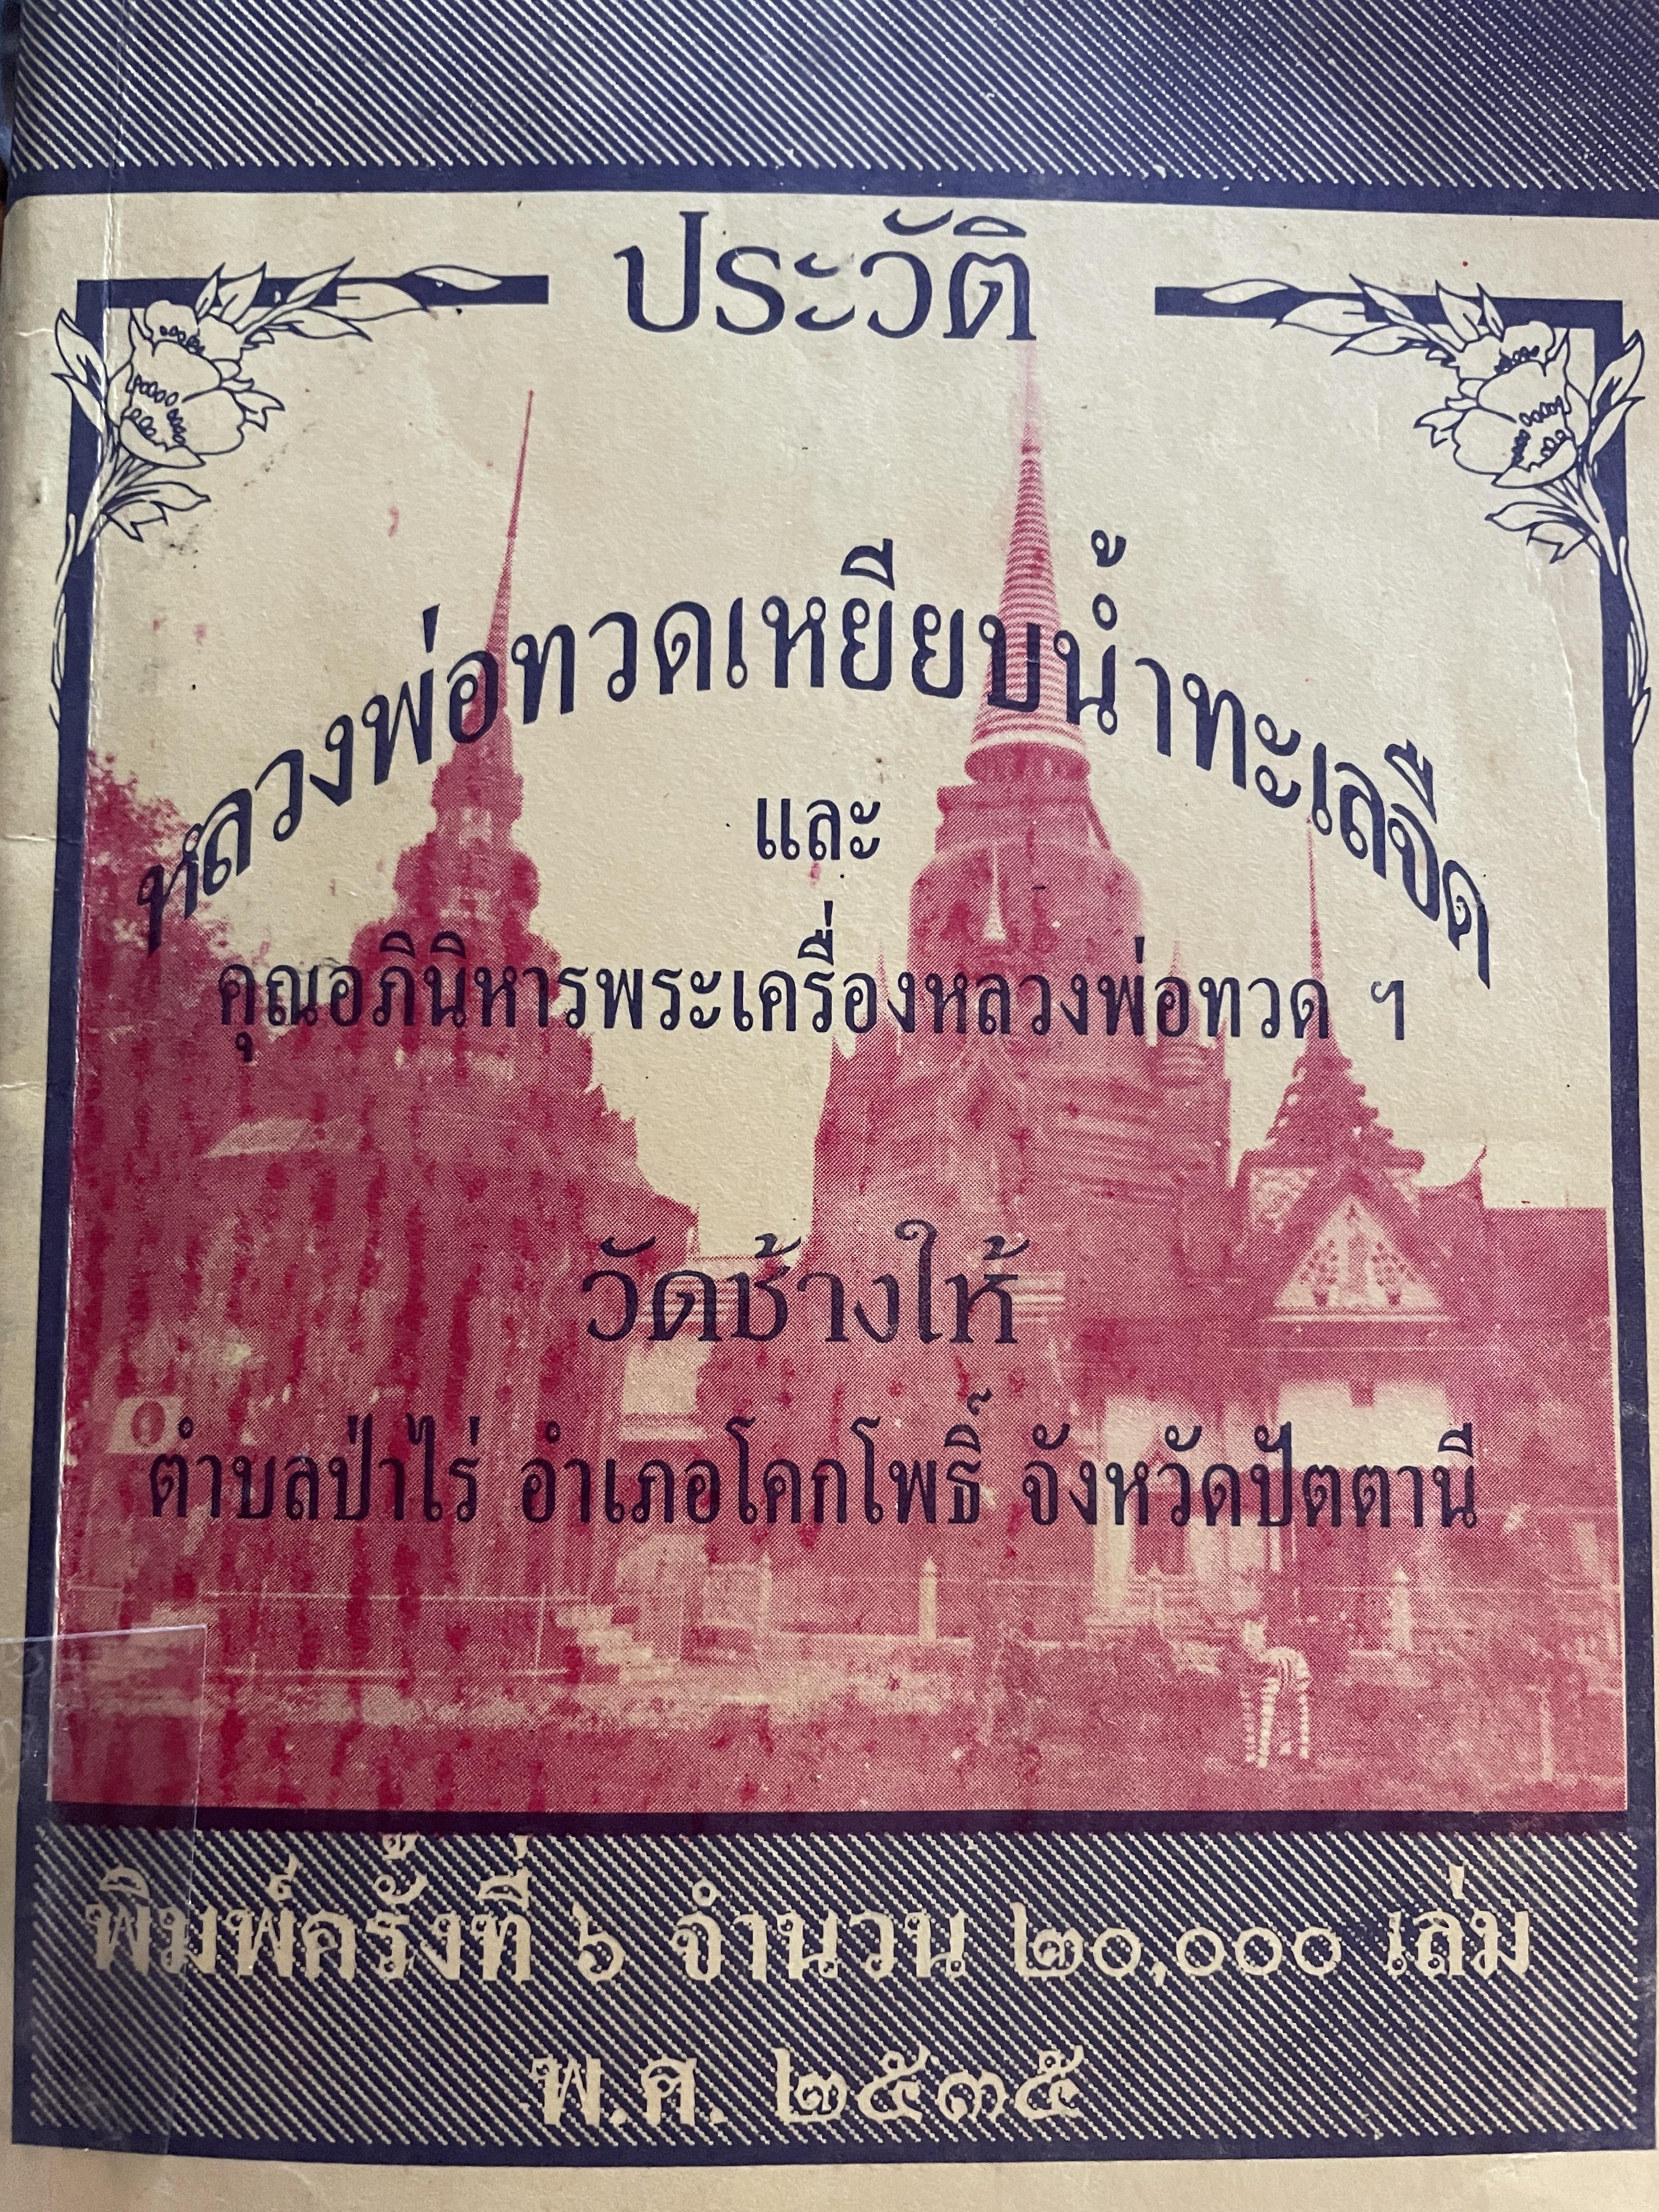 ประวัติ
หลวงพ่อทวดเหยียบน้ำทะเลจืด
และ
คุณอภินิหารพระเครื่องหลวงพ่อทวด ฯ
วัดช้างให้
ตำบลป่าไร่ อำเภอโคกโพธิ์ จังหวัดปัตตานี
พิมพ์ครั้งที่ ๖ จำนวน ๒๐,๐๐๐ เล่ม
พ.ศ. ๒๕๓๕